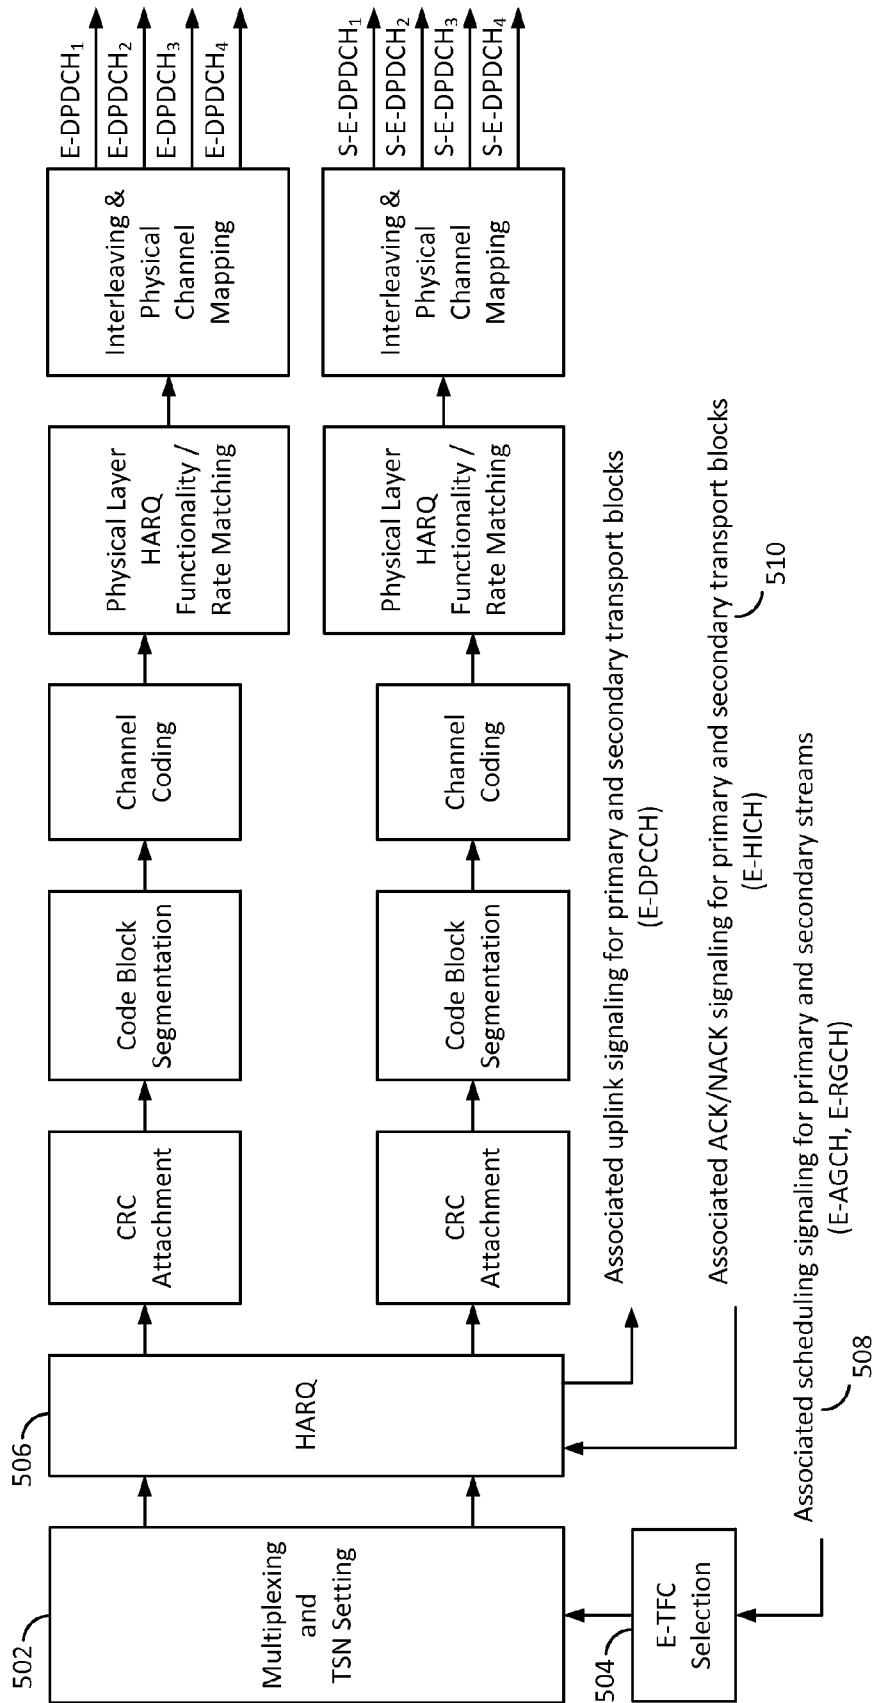 502
Multiplexing
and
TSN Setting
504
E-TFC
Selection
506
HARQ
CRC
Attachment
Code Block
Segmentation
Channel
Coding
Physical Layer
HARQ
Functionality /
Rate Matching
Interleaving &
Physical
Channel
Mapping
E-DPDCH₁
E-DPDCH₂
E-DPDCH₃
E-DPDCH₄
CRC
Attachment
Code Block
Segmentation
Channel
Coding
Physical Layer
HARQ
Functionality /
Rate Matching
Interleaving &
Physical
Channel
Mapping
S-E-DPDCH₁
S-E-DPDCH₂
S-E-DPDCH₃
S-E-DPDCH₄
Associated uplink signaling for primary and secondary transport blocks
(E-DPCCH)
Associated ACK/NACK signaling for primary and secondary transport blocks
(E-HICH)
510
Associated scheduling signaling for primary and secondary streams
(E-AGCH, E-RGCH)
508